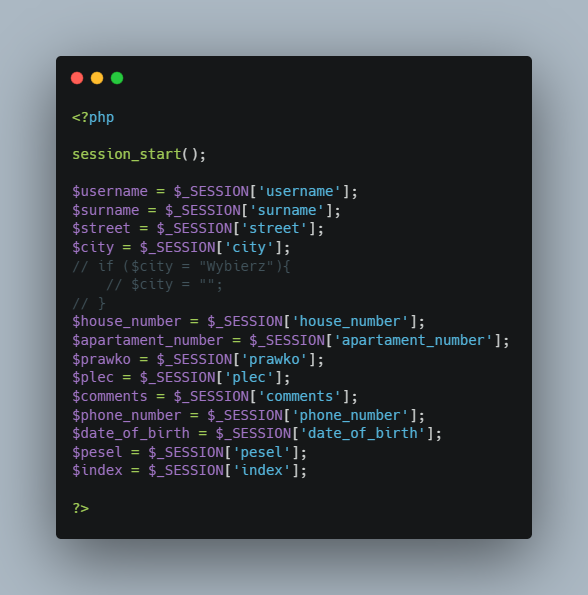 <?php
session_start();
$username = $_SESSION['username'];
$surname = $_SESSION['surname'];
$street = $_SESSION['street'];
$city = $_SESSION['city'];
// if ($city = "Wybierz"){
    // $city = "";
// }
$house_number = $_SESSION['house_number'];
$apartament_number = $_SESSION['apartament_number'];
$prawko = $_SESSION['prawko'];
$plec = $_SESSION['plec'];
$comments = $_SESSION['comments'];
$phone_number = $_SESSION['phone_number'];
$date_of_birth = $_SESSION['date_of_birth'];
$pesel = $_SESSION['pesel'];
$index = $_SESSION['index'];
?>